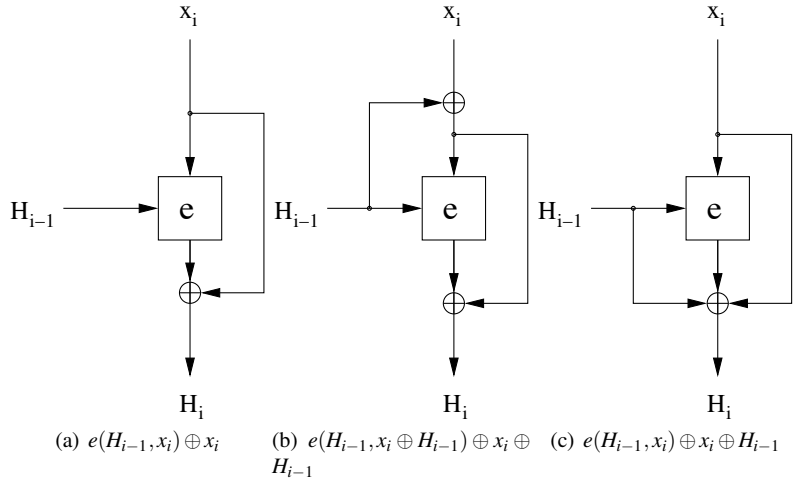 x_i x_i x_i
H_{i−1} e H_{i−1} e H_{i−1} e
H_i H_i H_i
(a) e(H_{i−1}, x_i) ⊕ x_i
(b) e(H_{i−1}, x_i ⊕ H_{i−1}) ⊕ x_i ⊕
H_{i−1}
(c) e(H_{i−1}, x_i) ⊕ x_i ⊕ H_{i−1}